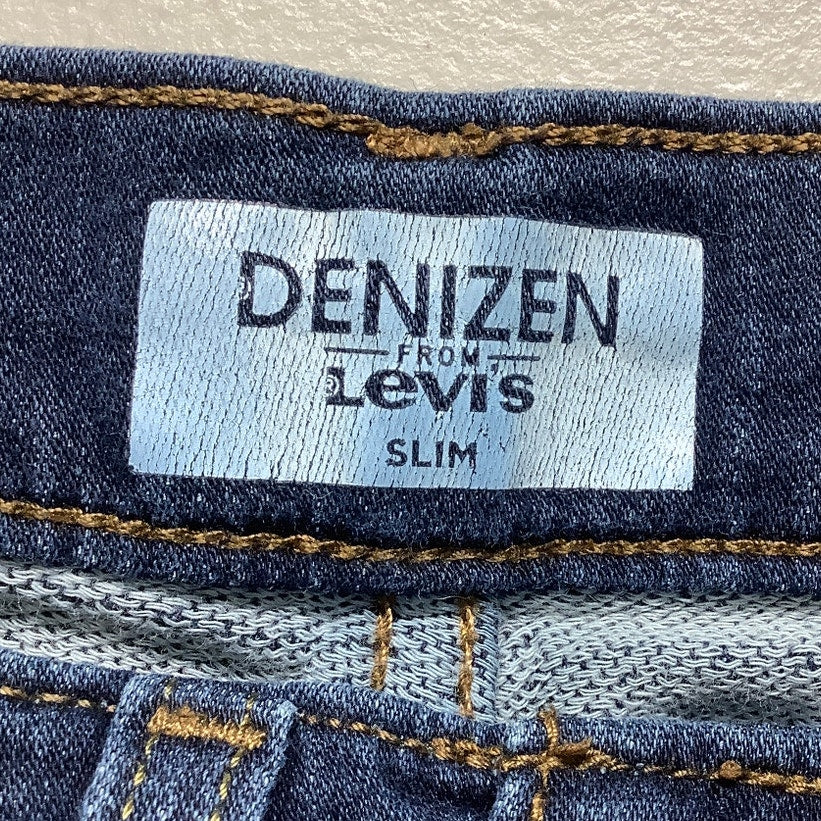 DENIZEN
FROM
Levi's
SLIM